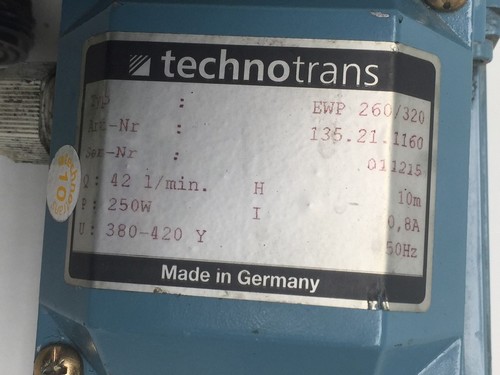 technotrans
Typ : EWP 260/320
Art-Nr : 135.21.1160
Ser-Nr : 011215
Q : 42 l/min. H - 10m
P : 250W I 0,8A
U : 380-420 Y 50Hz
Made in Germany